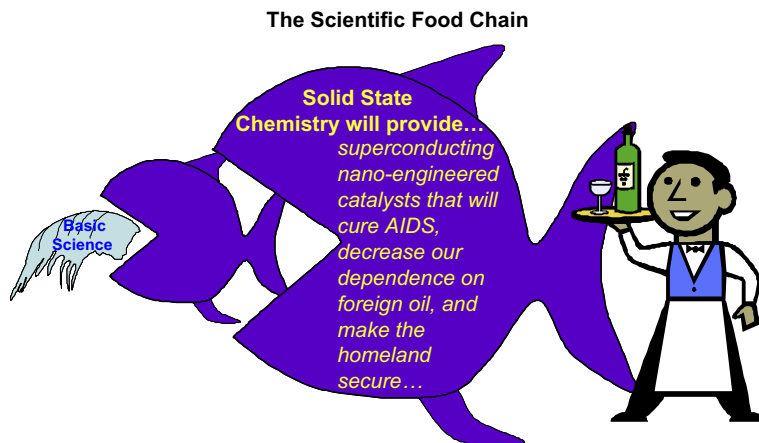 The Scientific Food Chain
Solid State
Chemistry will provide…
superconducting
nano-engineered
catalysts that will
cure AIDS,
decrease our
dependence on
foreign oil, and
make the
homeland
secure…
Basic
Science